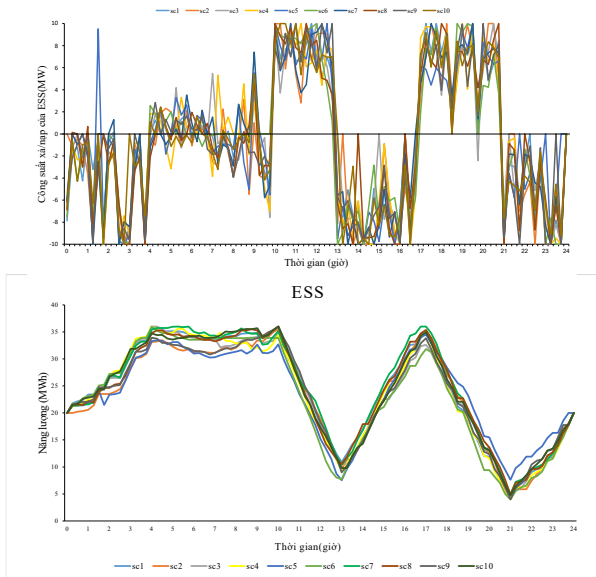 sc1 sc2 sc3 sc4 sc5 sc6 sc7 sc8 sc9 sc10
Công suất xả/nạp của ESS(MW)
10
8
6
4
2
0
-2
-4
-6
-8
-10
0 1 2 3 4 5 6 7 8 9 10 11 12 13 14 15 16 17 18 19 20 21 22 23 24
Thời gian (giờ)
ESS
Năng lượng (MWh)
40
35
30
25
20
15
10
5
0
0 1 2 3 4 5 6 7 8 9 10 11 12 13 14 15 16 17 18 19 20 21 22 23 24
Thời gian(giờ)
sc1 sc2 sc3 sc4 sc5 sc6 sc7 sc8 sc9 sc10